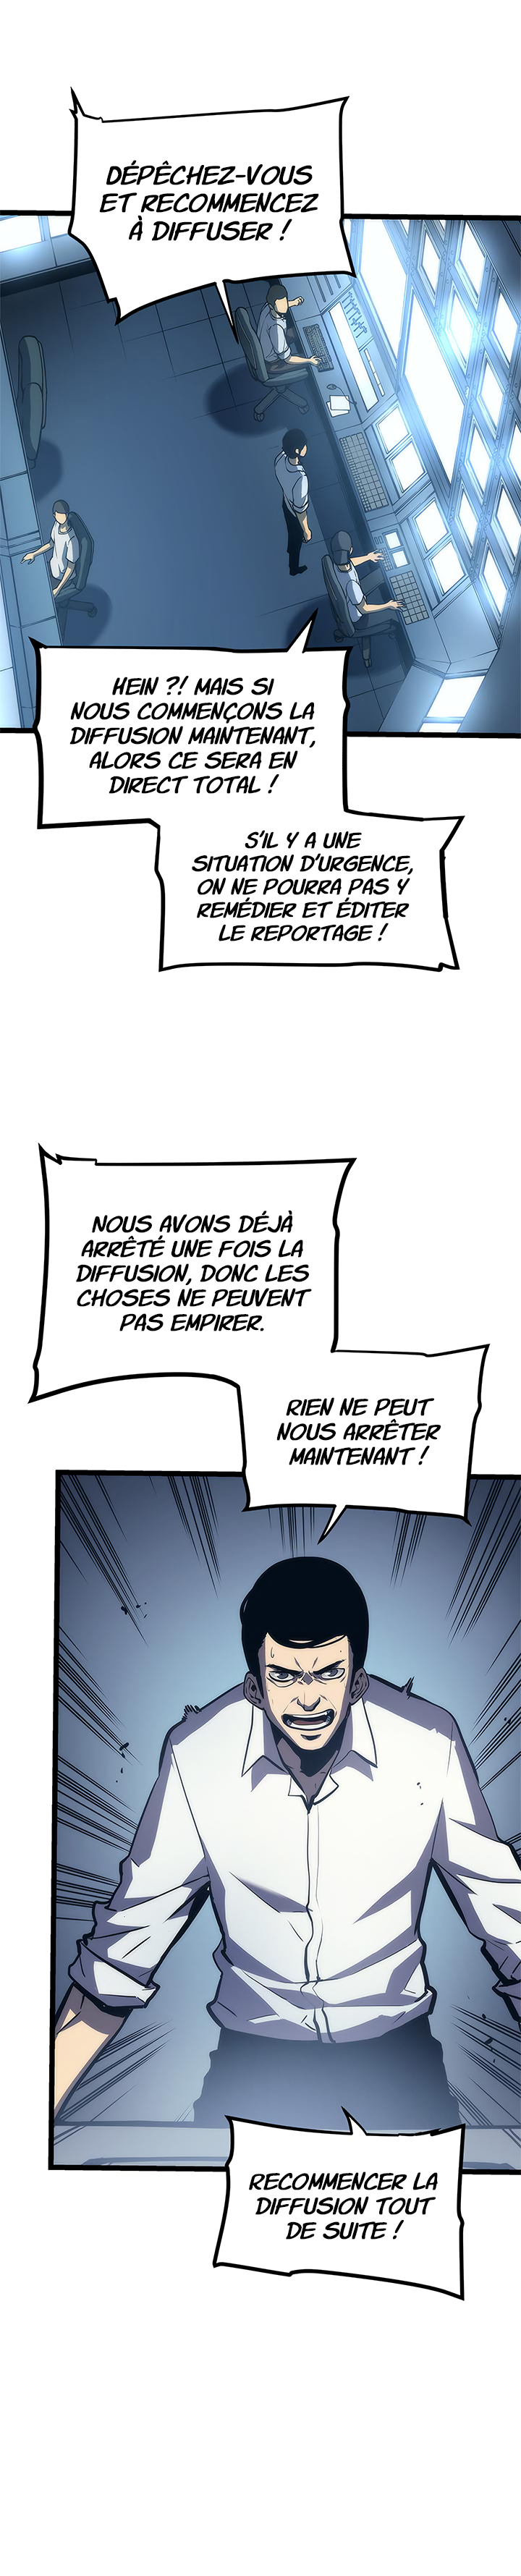 DÉPÊCHEZ-VOUS
ET RECOMMENCEZ
À DIFFUSER !
HEIN ?! MAIS SI
NOUS COMMENÇONS LA
DIFFUSION MAINTENANT,
ALORS CE SERA EN
DIRECT TOTAL !
S'IL Y A UNE
SITUATION D'URGENCE,
ON NE POURRA PAS Y
REMÉDIER ET ÉDITER
LE REPORTAGE !
NOUS AVONS DÉJÀ
ARRÊTÉ UNE FOIS LA
DIFFUSION, DONC LES
CHOSES NE PEUVENT
PAS EMPIRER.
RIEN NE PEUT
NOUS ARRÊTER
MAINTENANT !
RECOMMENCER LA
DIFFUSION TOUT
DE SUITE !